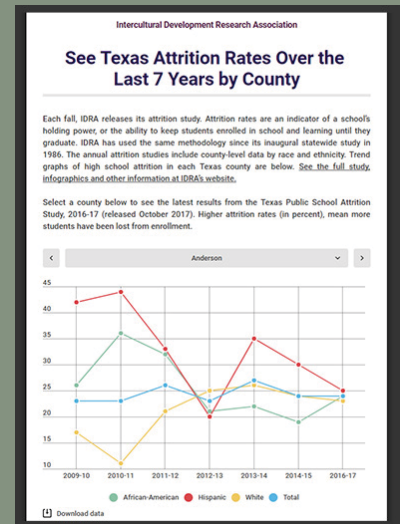 Intercultural Development Research Association
See Texas Attrition Rates Over the
Last 7 Years by County
Each fall, IDRA releases its attrition study. Attrition rates are an indicator of a school's
holding power, or the ability to keep students enrolled in school and learning until they
graduate. IDRA has used the same methodology since its inaugural statewide study in
1986. The annual attrition studies include county-level data by race and ethnicity. Trend
graphs of high school attrition in each Texas county are below. See the full study,
infographics and other information at IDRA's website.
Select a county below to see the latest results from the Texas Public School Attrition
Study, 2016-17 (released October 2017). Higher attrition rates (in percent), mean more
students have been lost from enrollment.
Anderson
45
40
35
30
25
20
15
10
2009-10 2010-11 2011-12 2012-13 2013-14 2014-15 2016-17
African-American Hispanic White Total
Download data